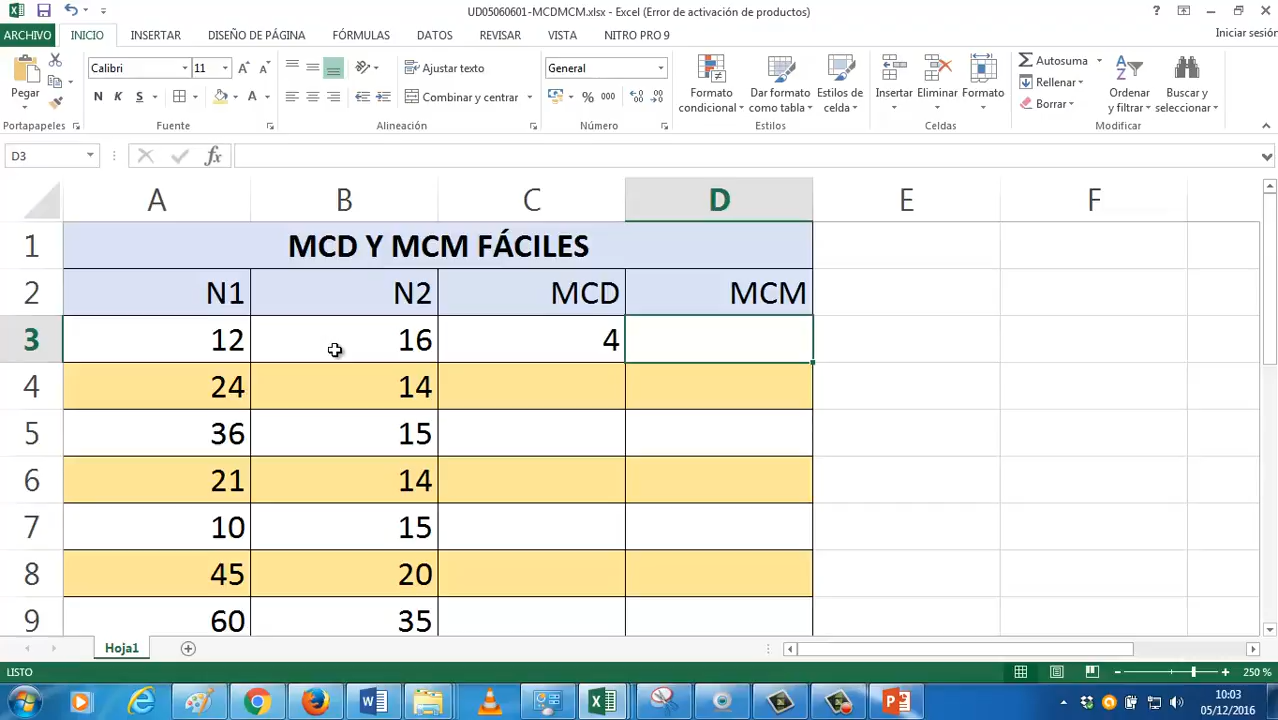 UD05060601-MCDMCM.xlsx - Excel (Error de activación de productos)
ARCHIVO INICIO INSERTAR DISEÑO DE PÁGINA FÓRMULAS DATOS REVISAR VISTA NITRO PRO 9 Iniciar sesión
Pegar
Calibri 11
N K S A A A
Ajustar texto
Combinar y centrar
General
% 000
Formato condicional
Dar formato como tabla
Estilos de celda
Insertar Eliminar Formato
Autosuma
Rellenar
Borrar
Ordenar y filtrar
Buscar y seleccionar
Portapapeles Fuente Alineación Número Estilos Celdas Modificar
D3 fx
A B C D E F
1 MCD Y MCM FÁCILES
2 N1 N2 MCD MCM
3 12 16 4
4 24 14
5 36 15
6 21 14
7 10 15
8 45 20
9 60 35
Hoja1
LISTO 250 %
10:03
05/12/2016